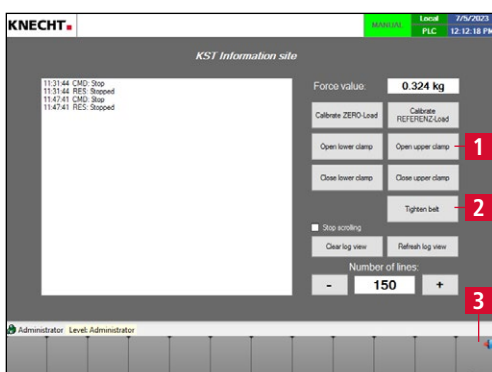 KNECHT
MANUAL
Local
7/5/2023
PLC
12:12:18 PM
KST Information site
11:31:44 CMD: Stop
11:31:44 RES: Stopped
11:47:41 CMD: Stop
11:47:41 RES: Stopped
Force value:
0.324 kg
Calibrate ZERO-Load
Calibrate REFERENZ-Load
Open lower clamp
Open upper clamp
1
Close lower clamp
Close upper clamp
Tighten belt
2
Stop scrolling
Clear log view
Refresh log view
Number of lines:
-
150
+
3
Administrator
Level: Administrator